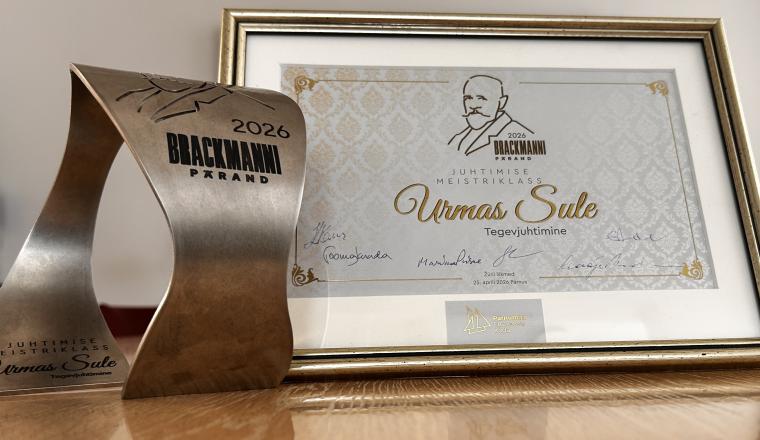 2026
BRACKMANNI
PÄRAND
JUHTIMISE
MEISTRIKLASS
Urmas Sule
Tegevjuhtimine
2026
BRACKMANNI
PÄRAND
JUHTIMISE
MEISTRIKLASS
Urmas Sule
Tegevjuhtimine
Žürii liikmed
25. aprill 2026 Pärnus